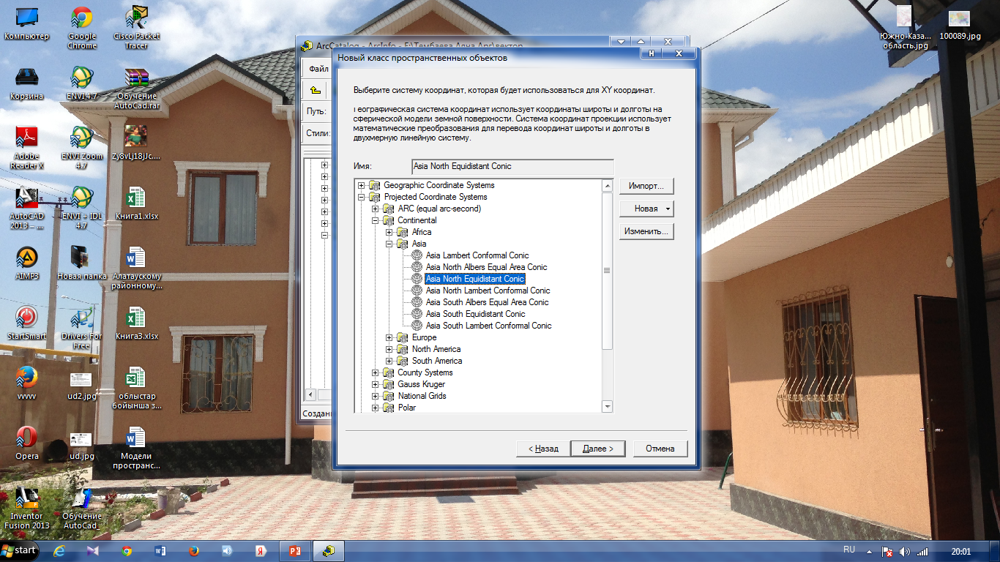 Компьютер
Google
Chrome
Cisco Packet
Tracer
Корзина
ENVI 4.7
Обучение
AutoCad.rar
Adobe
Reader X
ENVI Zoom
4.7
Zy8vLj18jJc....
AutoCAD
2013 – ...
ENVI + IDL
4.7
Книга1.xlsx
AIMP3
Новая папка
Алатаускому
районному...
StartSmart
Drivers For
Free
Книга3.xlsx
vvvv
ud2.jpg
облыстар
бойынша з...
Opera
ud.jpg
Модели
пространс...
Inventor
Fusion 2013
Обучение
AutoCad_
Южно-Каза...
область.jpg
100089.jpg
ArcCatalog - ArcInfo - E:\Тембаева Ална Арг\вектор
Файл
Путь:
Стили:
Создани
Новый класс пространственных объектов
Выберите систему координат, которая будет использоваться для XY координат.
Географическая система координат использует координаты широты и долготы на
сферической модели земной поверхности. Система координат проекции использует
математические преобразования для перевода координат широты и долготы в
двухмерную линейную систему.
Имя:
Asia North Equidistant Conic
Geographic Coordinate Systems
Projected Coordinate Systems
ARC (equal arc-second)
Continental
Africa
Asia
Asia Lambert Conformal Conic
Asia North Albers Equal Area Conic
Asia North Equidistant Conic
Asia North Lambert Conformal Conic
Asia South Albers Equal Area Conic
Asia South Equidistant Conic
Asia South Lambert Conformal Conic
Europe
North America
South America
County Systems
Gauss Kruger
National Grids
Polar
Импорт...
Новая
Изменить...
< Назад
Далее >
Отмена
start
RU
20:01